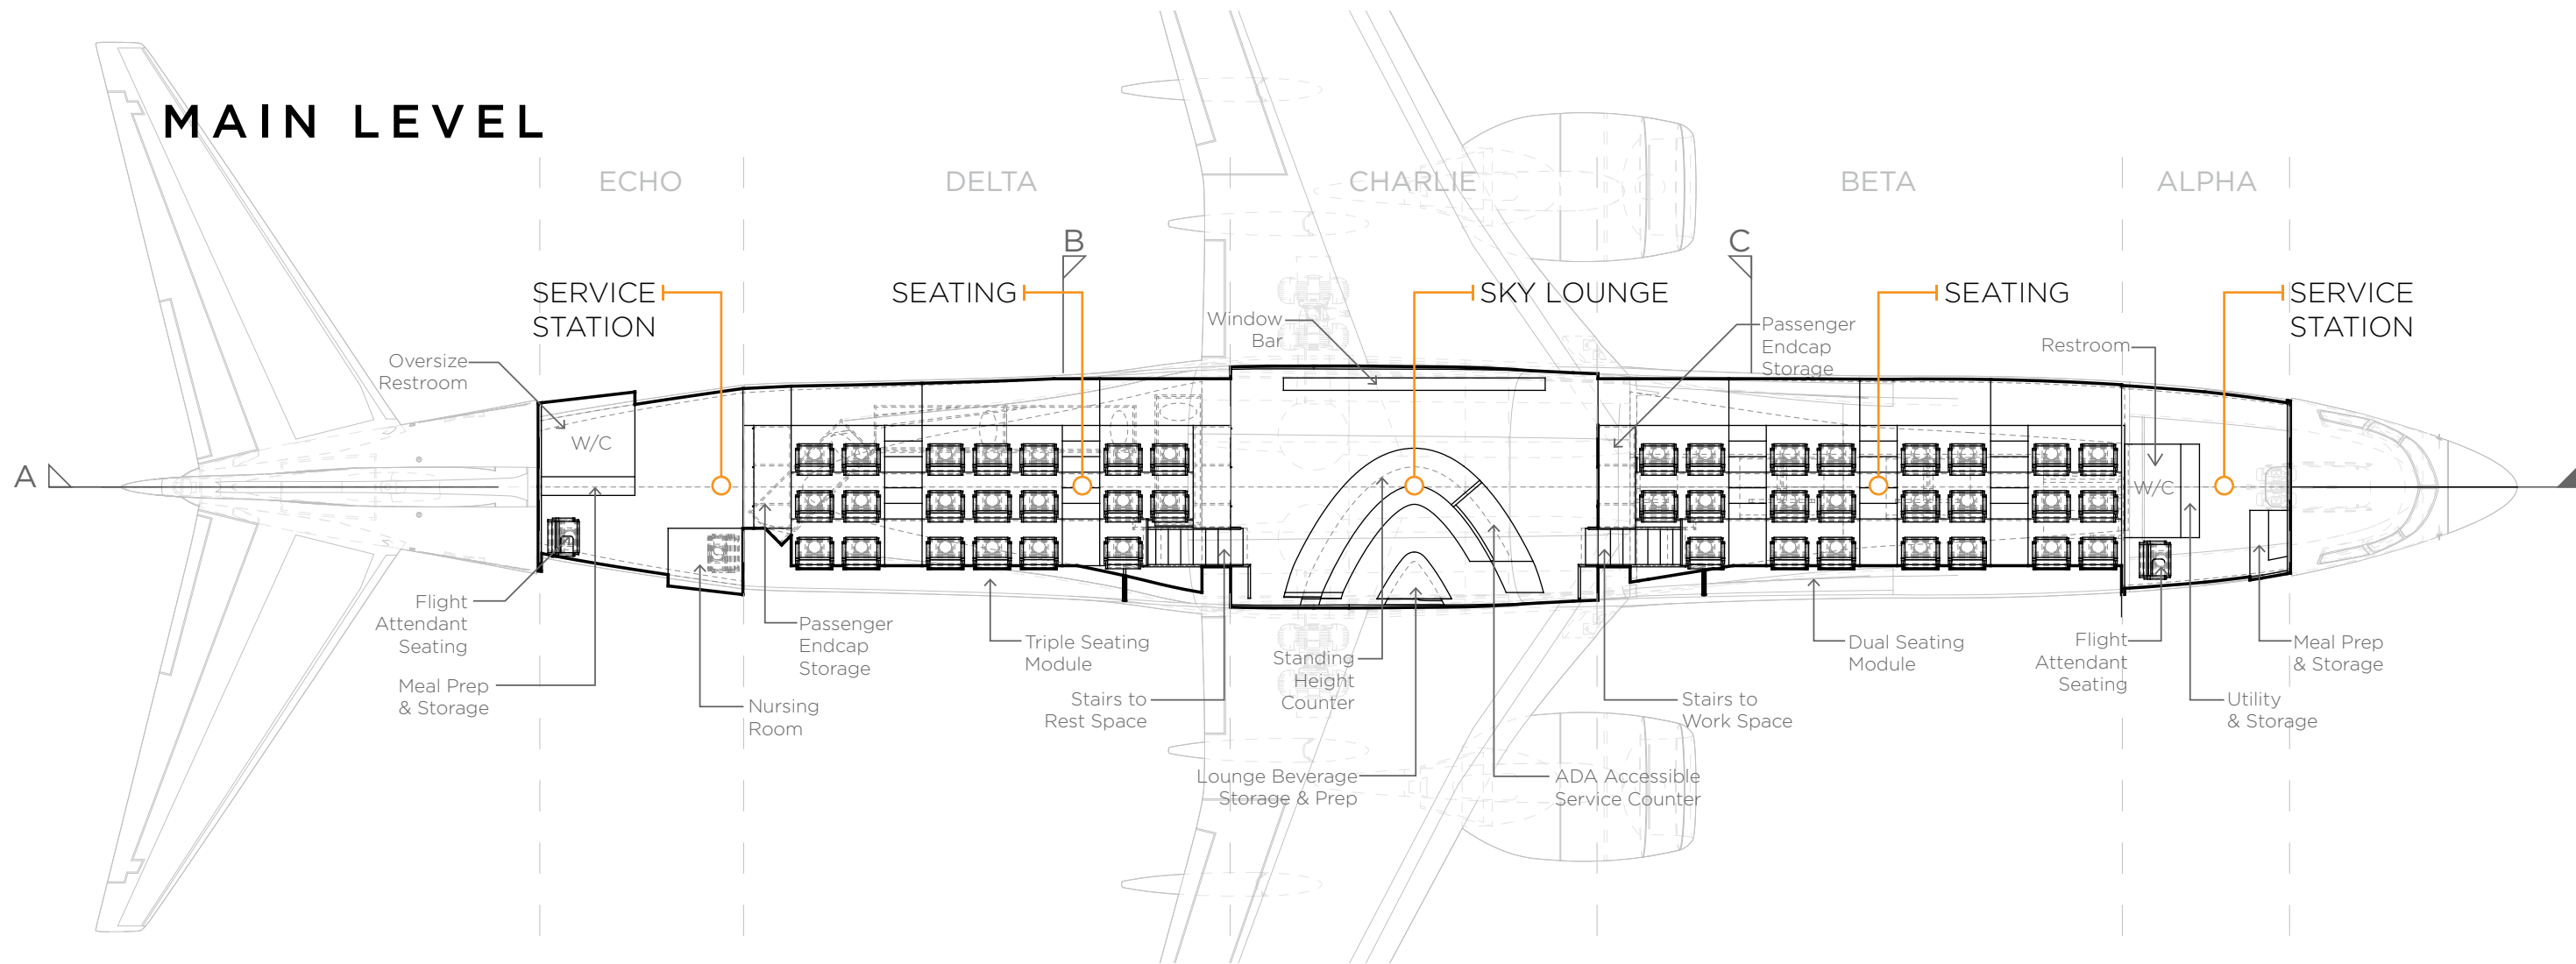 MAIN LEVEL
ECHO
DELTA
CHARLIE
BETA
ALPHA
B
C
SERVICE
STATION
SEATING
SKY LOUNGE
SEATING
SERVICE
STATION
Window
Bar
Passenger
Endcap
Storage
Restroom
Oversize
Restroom
W/C
A
W/C
Flight
Attendant
Seating
Meal Prep
& Storage
Nursing
Room
Passenger
Endcap
Storage
Triple Seating
Module
Stairs to
Rest Space
Standing
Height
Counter
Lounge Beverage
Storage & Prep
ADA Accessible
Service Counter
Stairs to
Work Space
Dual Seating
Module
Flight
Attendant
Seating
Utility
& Storage
Meal Prep
& Storage